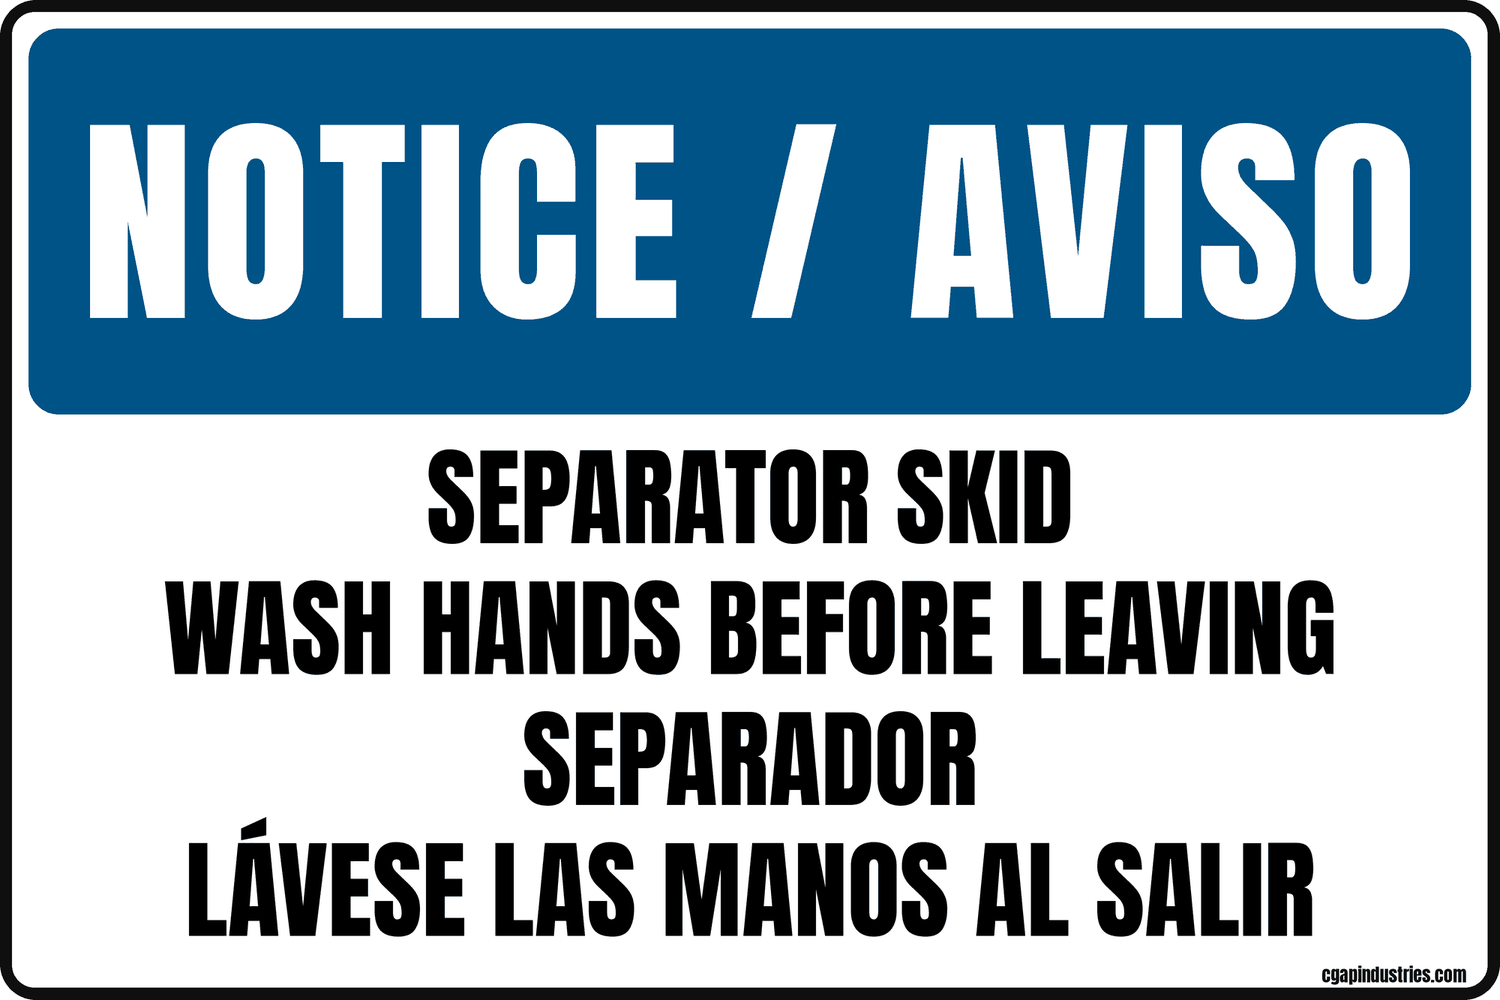 NOTICE / AVISO
SEPARATOR SKID
WASH HANDS BEFORE LEAVING
SEPARADOR
LÁVESE LAS MANOS AL SALIR
cgapindustries.com